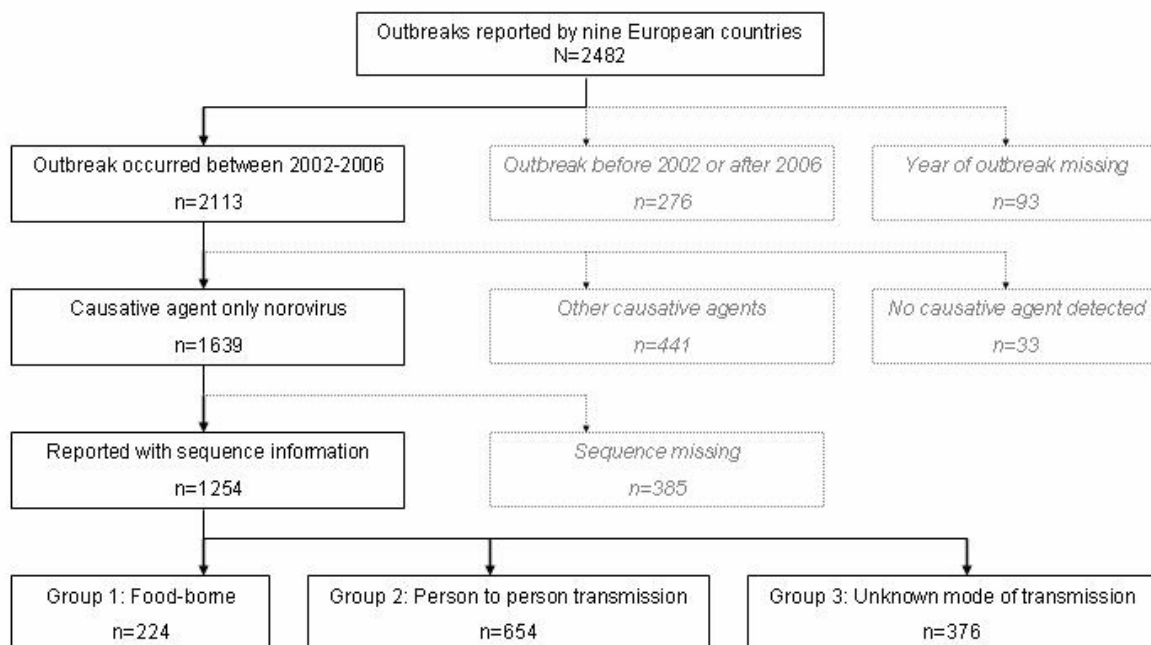 Outbreaks reported by nine European countries
N=2482
Outbreak occurred between 2002-2006
n=2113
Outbreak before 2002 or after 2006
n=276
Year of outbreak missing
n=93
Causative agent only norovirus
n=1639
Other causative agents
n=441
No causative agent detected
n=33
Reported with sequence information
n=1254
Sequence missing
n=385
Group 1: Food-borne
n=224
Group 2: Person to person transmission
n=654
Group 3: Unknown mode of transmission
n=376